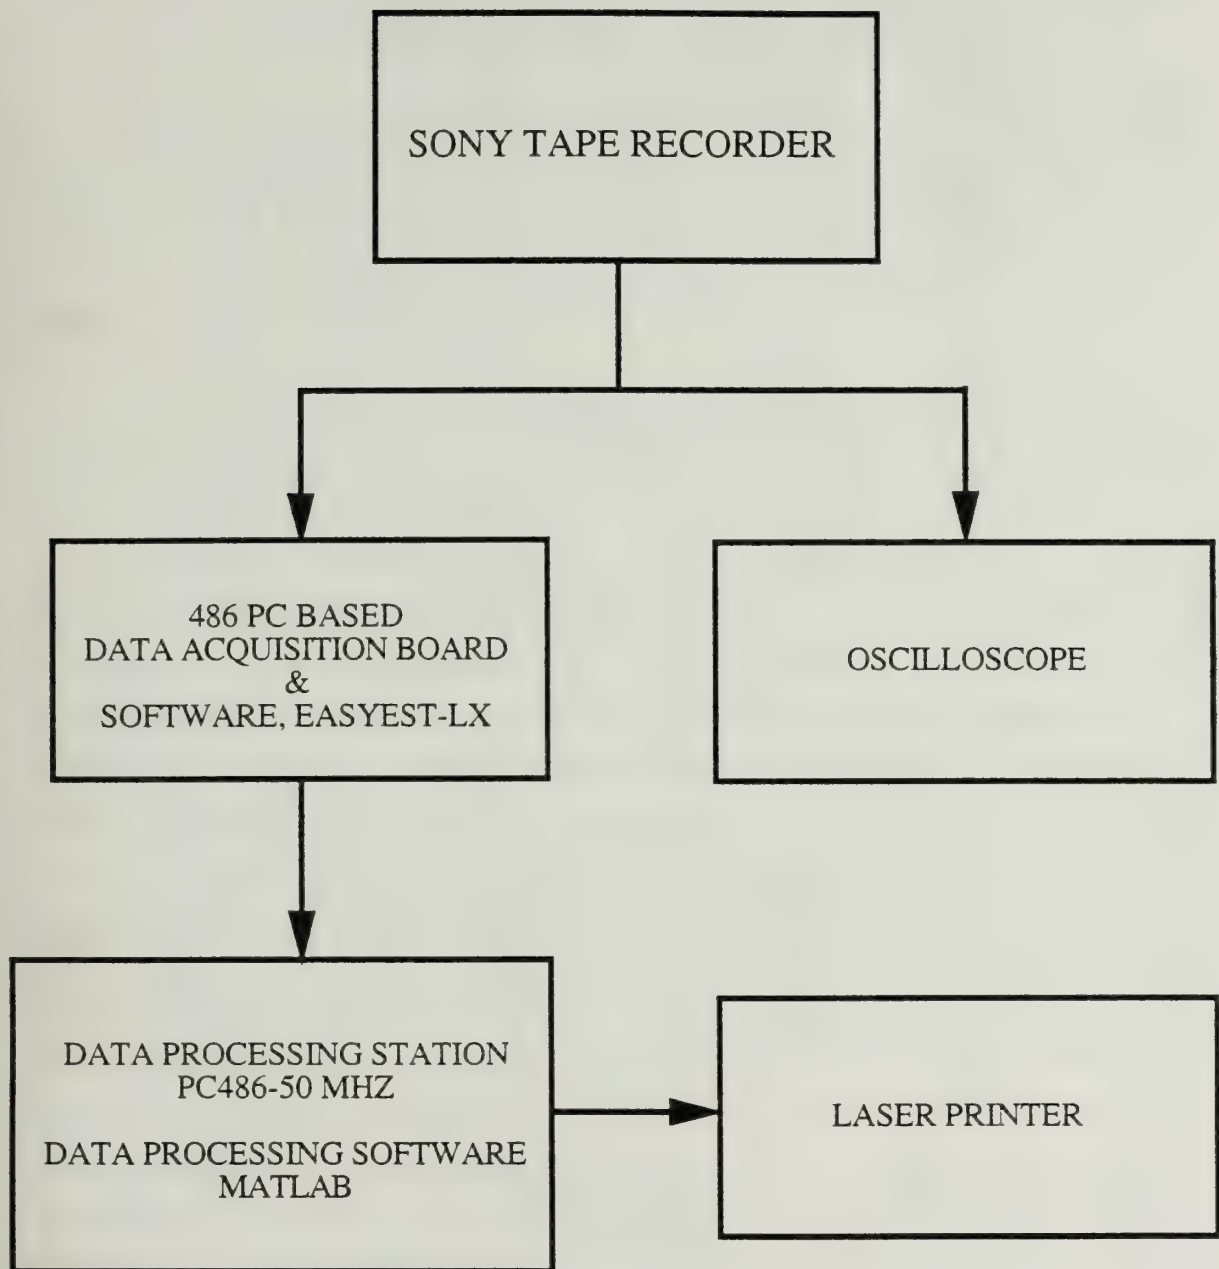 SONY TAPE RECORDER
486 PC BASED
DATA ACQUISITION BOARD
&
SOFTWARE, EASYEST-LX
OSCILLOSCOPE
DATA PROCESSING STATION
PC486-50 MHZ
DATA PROCESSING SOFTWARE
MATLAB
LASER PRINTER